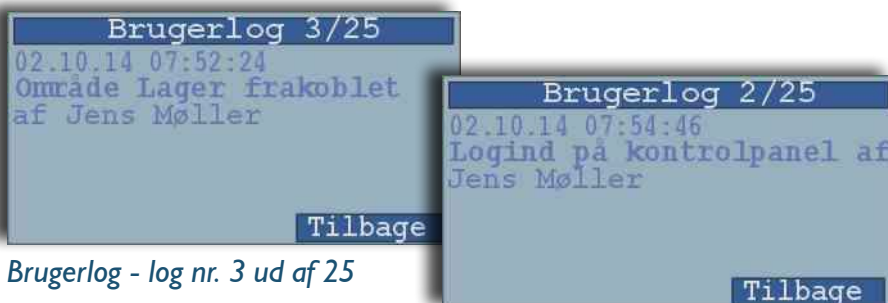 Brugerlog 3/25
02.10.14 07:52:24
Område Lager frakoblet
af Jens Møller
Tilbage
Brugerlog - log nr. 3 ud af 25
Brugerlog 2/25
02.10.14 07:54:46
Logind på kontrolpanel af
Jens Møller
Tilbage